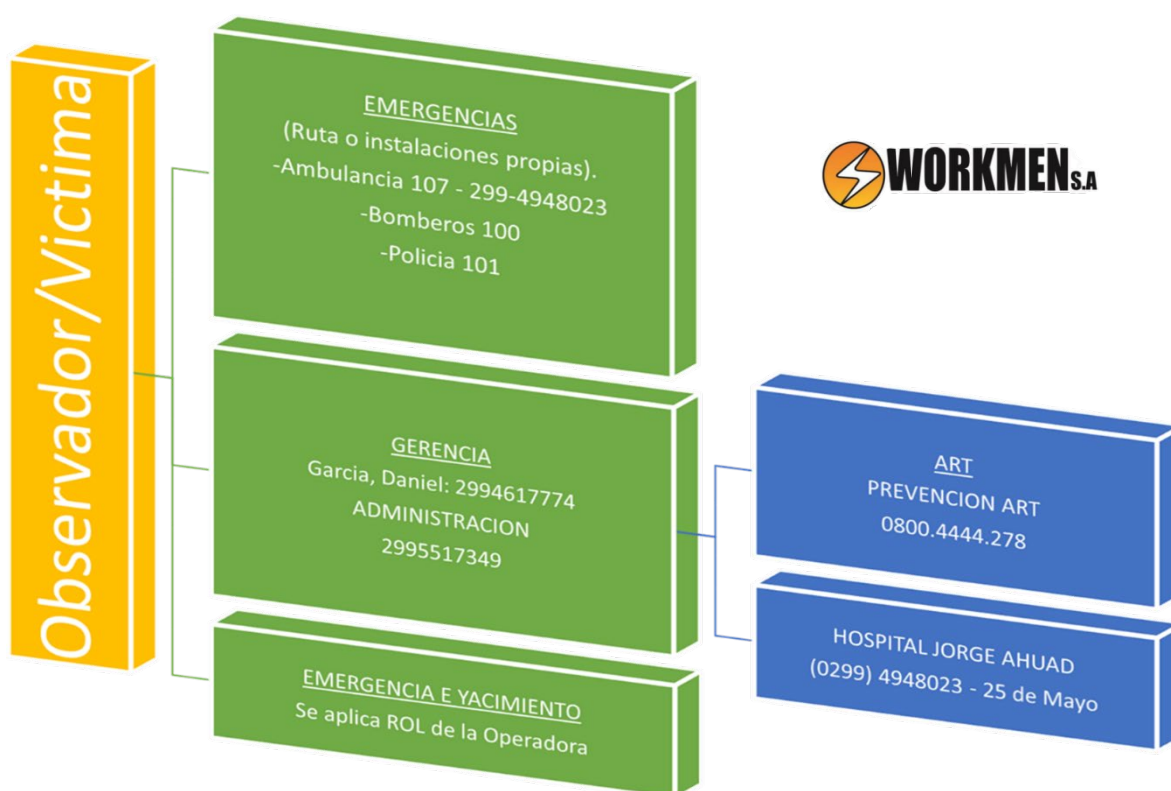 Observador/Victima
EMERGENCIAS
(Ruta o instalaciones propias).
-Ambulancia 107 - 299-4948023
-Bomberos 100
-Policia 101
WORKMEN S.A
GERENCIA
Garcia, Daniel: 2994617774
ADMINISTRACION
2995517349
ART
PREVENCION ART
0800.4444.278
HOSPITAL JORGE AHUAD
(0299) 4948023 - 25 de Mayo
EMERGENCIA E YACIMIENTO
Se aplica ROL de la Operadora